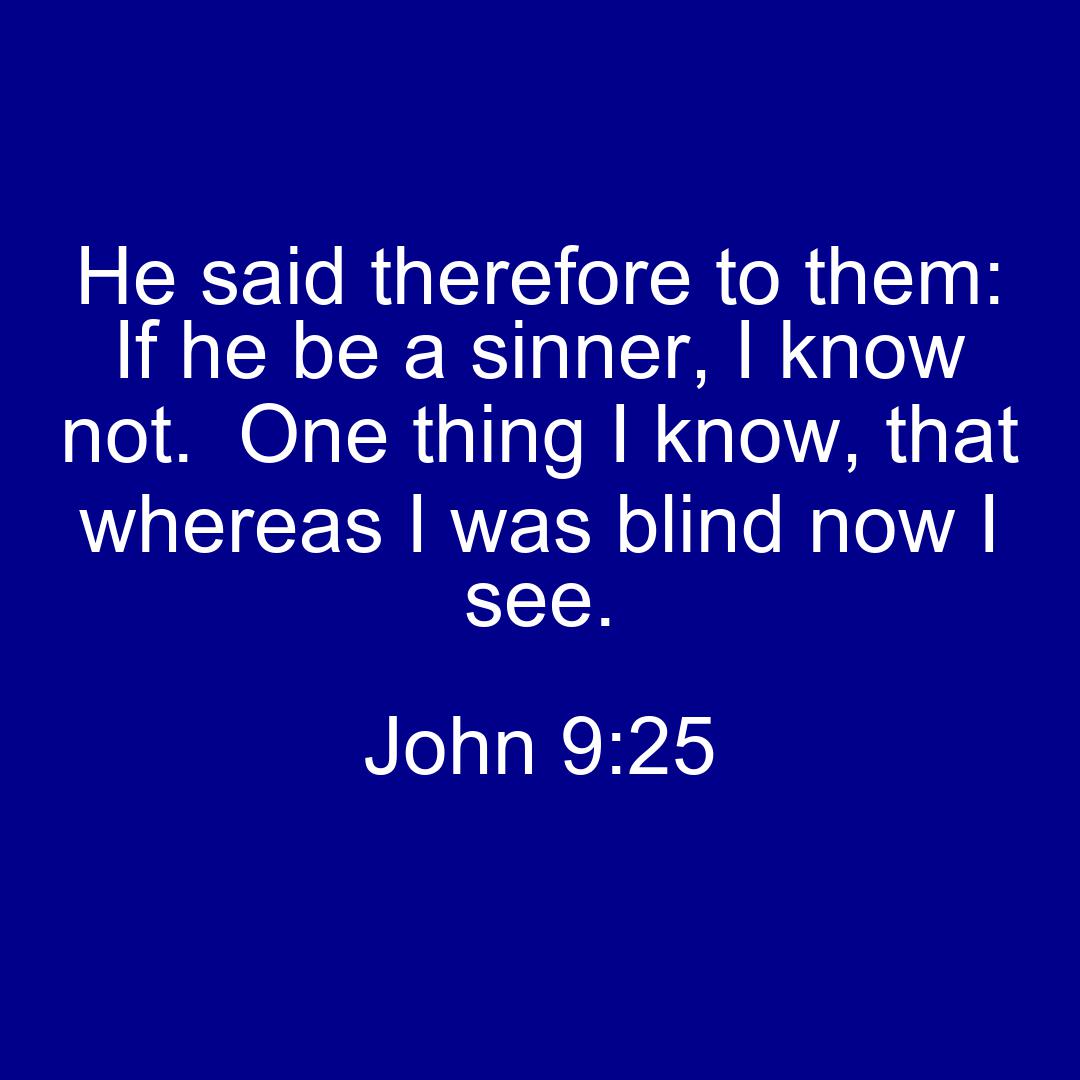 He said therefore to them:
If he be a sinner, I know
not.  One thing I know, that
whereas I was blind now I
see.
John 9:25